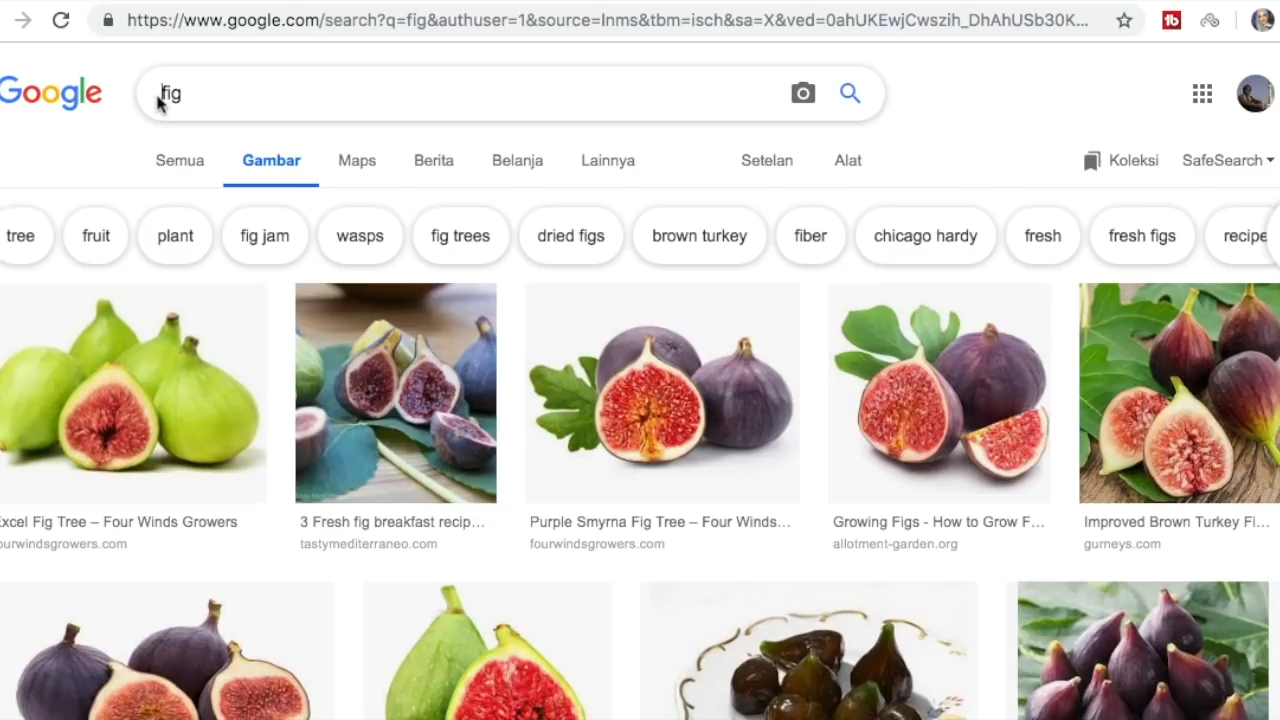 https://www.google.com/search?q=fig&authuser=1&source=lnms&tbm=isch&sa=X&ved=0ahUKEwjCwszih_DhAhUSb30K...
Google
fig
Semua Gambar Maps Berita Belanja Lainnya Setelan Alat Koleksi SafeSearch
tree fruit plant fig jam wasps fig trees dried figs brown turkey fiber chicago hardy fresh fresh figs recipe
Excel Fig Tree – Four Winds Growers
ourwindsgrowers.com
3 Fresh fig breakfast recip...
tastymediterraneo.com
Purple Smyrna Fig Tree – Four Winds...
fourwindsgrowers.com
Growing Figs - How to Grow F...
allotment-garden.org
Improved Brown Turkey Fi...
gurneys.com